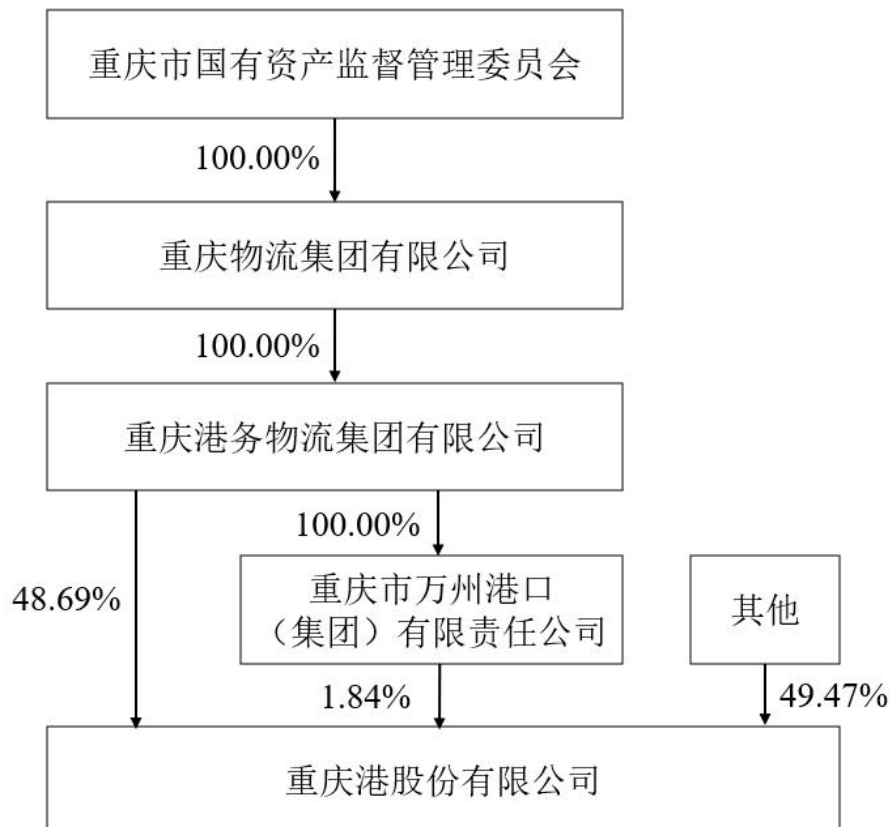 重庆市国有资产监督管理委员会
100.00%
重庆物流集团有限公司
100.00%
重庆港务物流集团有限公司
100.00%
48.69%
重庆市万州港口
（集团）有限责任公司
其他
1.84%
49.47%
重庆港股份有限公司